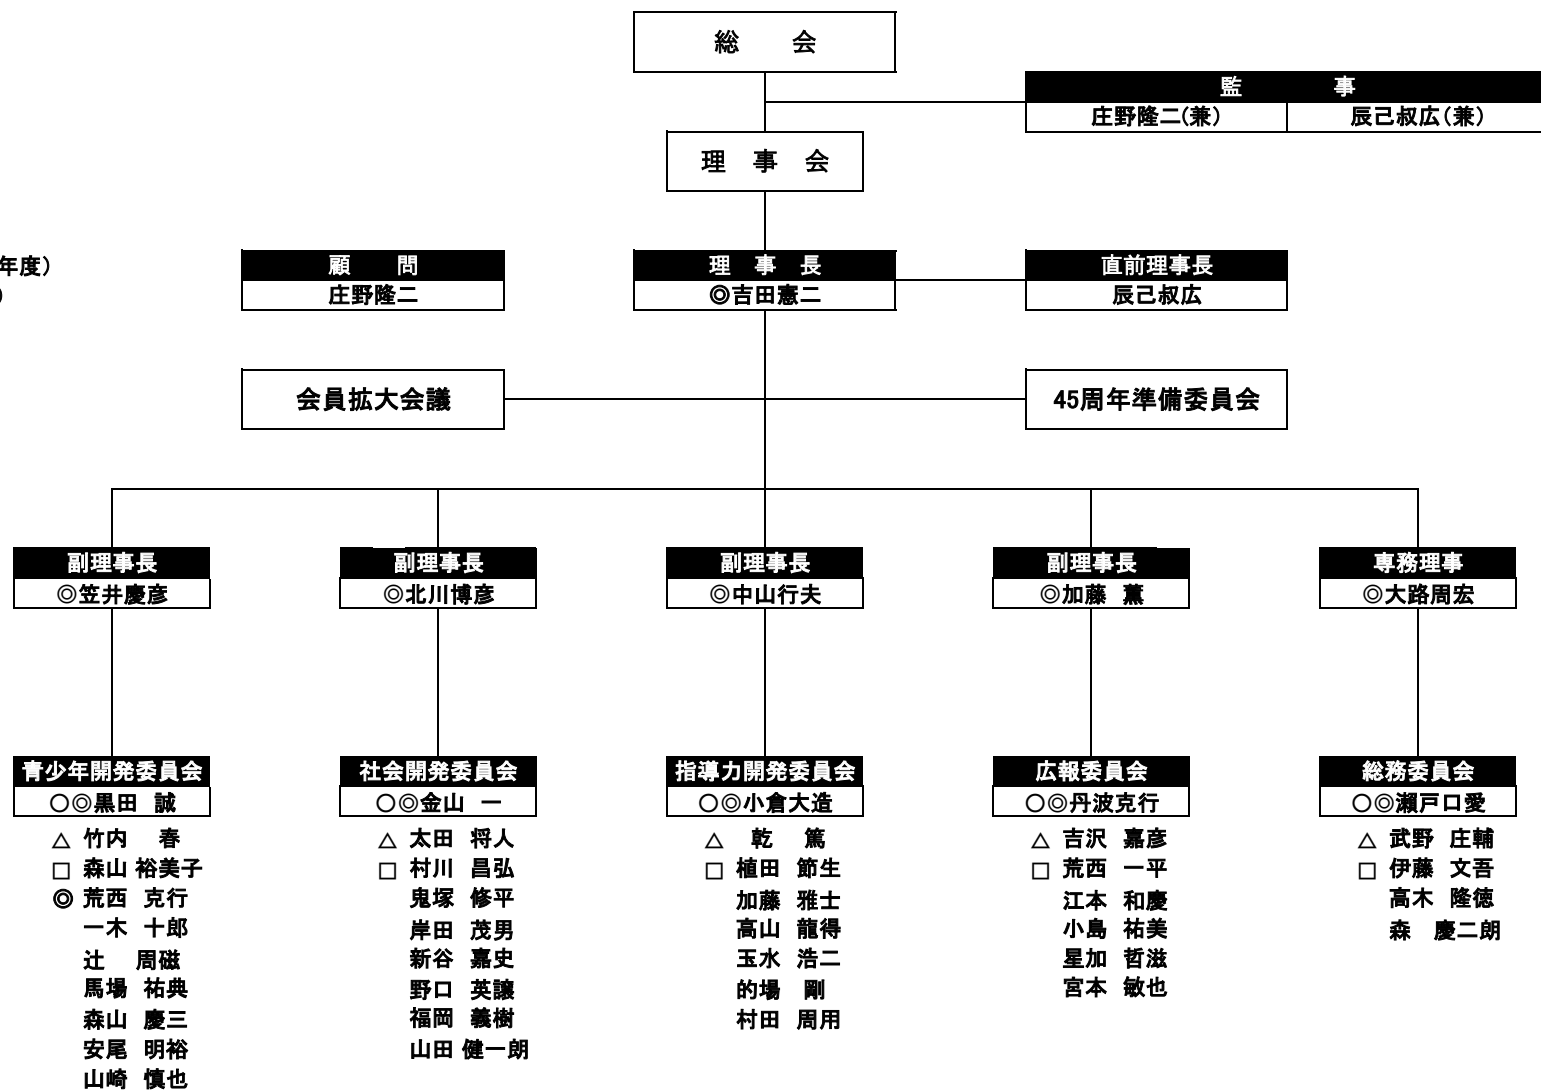 総　　会
監　　　　事
庄野隆二(兼)　辰己叔広(兼)
理　事　会
年度）
）
顧　　問
庄野隆二
理　事　長
◎吉田憲二
直前理事長
辰己叔広
会員拡大会議
45周年準備委員会
副理事長
◎笠井慶彦
副理事長
◎北川博彦
副理事長
◎中山行夫
副理事長
◎加藤　薫
専務理事
◎大路周宏
青少年開発委員会
○◎黒田　誠
△ 竹内　春
□ 森山 裕美子
◎ 荒西 克行
一木 十郎
辻　周磁
馬場 祐典
森山 慶三
安尾 明裕
山崎 慎也
社会開発委員会
○◎金山　一
△ 太田 将人
□ 村川 昌弘
鬼塚 修平
岸田 茂男
新谷 嘉史
野口 英譲
福岡 義樹
山田 健一朗
指導力開発委員会
○◎小倉大造
△ 乾　篤
□ 植田 節生
加藤 雅士
高山 龍得
玉水 浩二
的場 剛
村田 周用
広報委員会
○◎丹波克行
△ 吉沢 嘉彦
□ 荒西 一平
江本 和慶
小島 祐美
星加 哲滋
宮本 敏也
総務委員会
○◎瀬戸口愛
△ 武野 庄輔
□ 伊藤 文吾
高木 隆徳
森　慶二朗